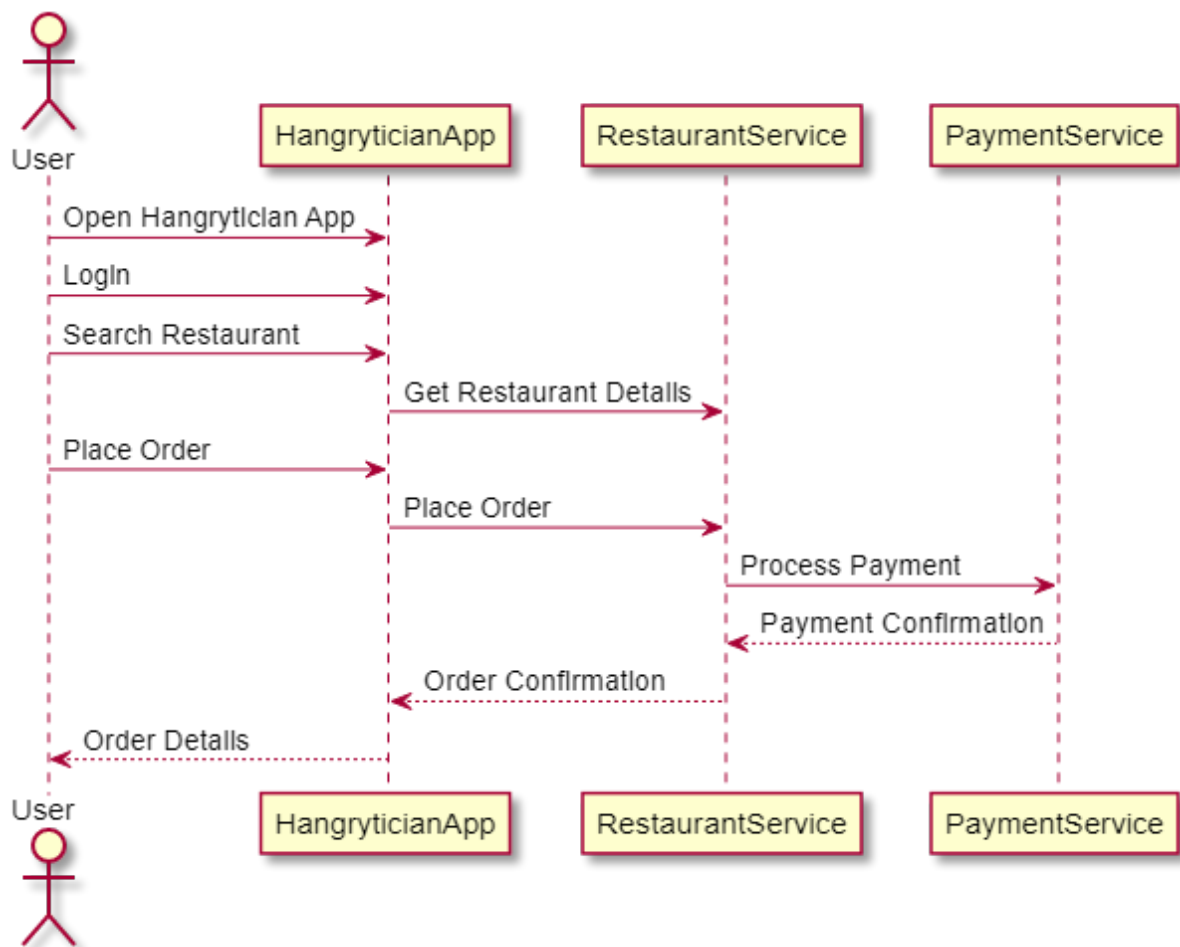 User
HangryticianApp
RestaurantService
PaymentService
Open Hangrytician App
LogIn
Search Restaurant
Get Restaurant Details
Place Order
Place Order
Process Payment
Payment Confirmation
Order Confirmation
Order Details
User
HangryticianApp
RestaurantService
PaymentService